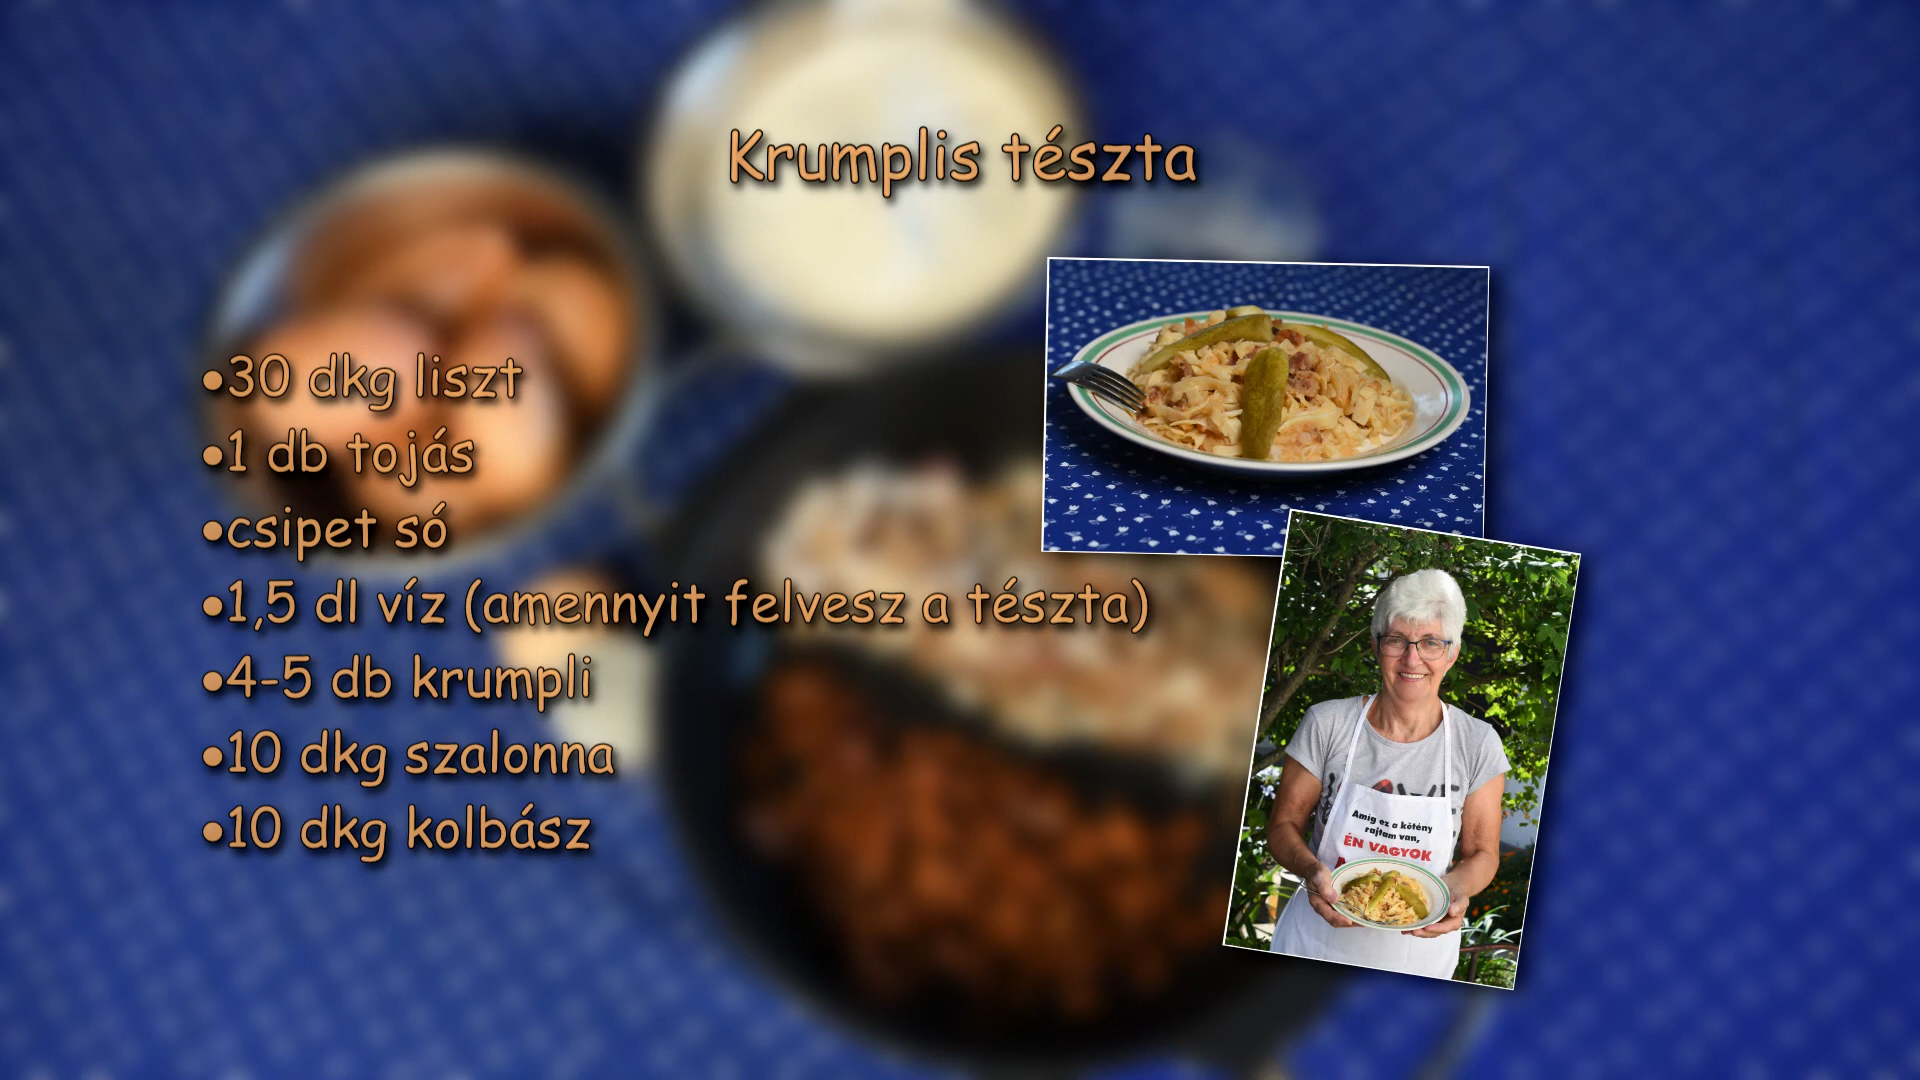 Krumplis tészta
•30 dkg liszt
•1 db tojás
•csipet só
•1,5 dl víz (amennyit felvesz a tészta)
•4-5 db krumpli
•10 dkg szalonna
•10 dkg kolbász
Amíg ez a kötény
rajtam van,
ÉN VAGYOK